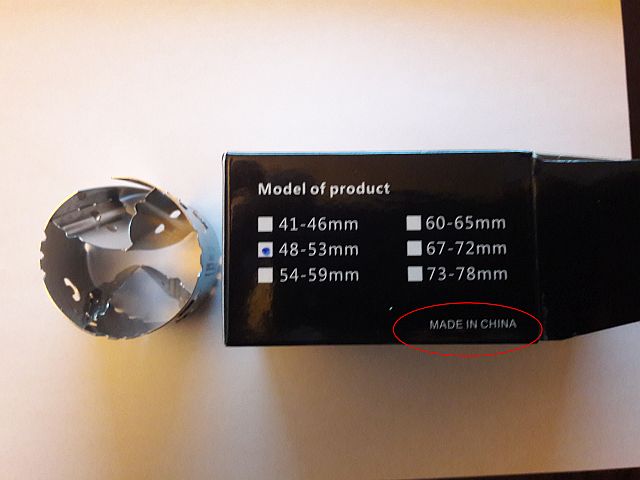 Model of product
41-46mm
60-65mm
48-53mm
67-72mm
54-59mm
73-78mm
MADE IN CHINA